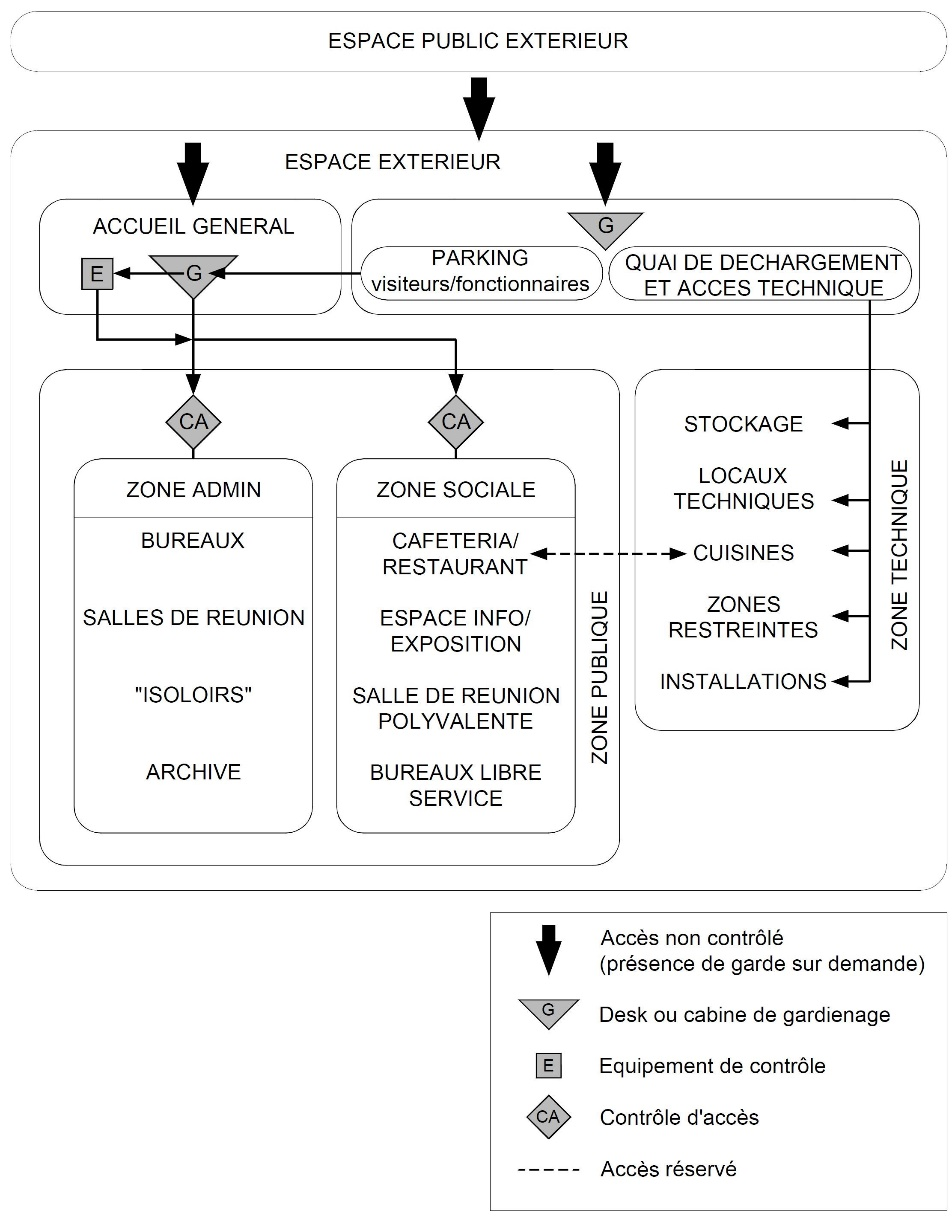 ESPACE PUBLIC EXTERIEUR
ESPACE EXTERIEUR
ACCUEIL GENERAL
E
G
G
PARKING
visiteurs/fonctionnaires
QUAI DE DECHARGEMENT
ET ACCES TECHNIQUE
CA
ZONE ADMIN
BUREAUX
SALLES DE REUNION
"ISOLOIRS"
ARCHIVE
CA
ZONE SOCIALE
CAFETERIA/
RESTAURANT
ESPACE INFO/
EXPOSITION
SALLE DE REUNION
POLYVALENTE
BUREAUX LIBRE
SERVICE
ZONE PUBLIQUE
STOCKAGE
LOCAUX
TECHNIQUES
CUISINES
ZONES
RESTREINTES
INSTALLATIONS
ZONE TECHNIQUE
Accès non contrôlé
(présence de garde sur demande)
G
Desk ou cabine de gardienage
E
Equipement de contrôle
CA
Contrôle d'accès
Accès réservé